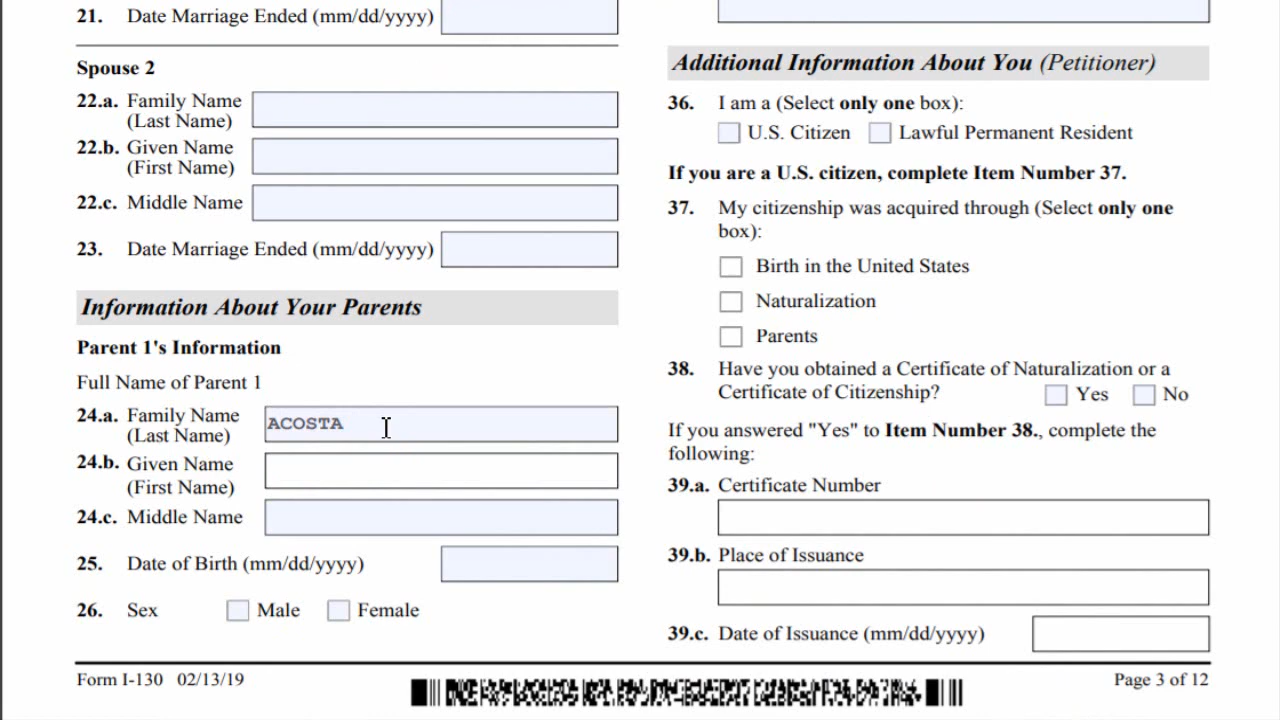 21. Date Marriage Ended (mm/dd/yyyy)
Spouse 2
22.a. Family Name
(Last Name)
22.b. Given Name
(First Name)
22.c. Middle Name
23. Date Marriage Ended (mm/dd/yyyy)
Information About Your Parents
Parent 1's Information
Full Name of Parent 1
24.a. Family Name
(Last Name)
ACOSTA
24.b. Given Name
(First Name)
24.c. Middle Name
25. Date of Birth (mm/dd/yyyy)
26. Sex Male Female
Additional Information About You (Petitioner)
36. I am a (Select only one box):
U.S. Citizen Lawful Permanent Resident
If you are a U.S. citizen, complete Item Number 37.
37. My citizenship was acquired through (Select only one
box):
Birth in the United States
Naturalization
Parents
38. Have you obtained a Certificate of Naturalization or a
Certificate of Citizenship? Yes No
If you answered "Yes" to Item Number 38., complete the
following:
39.a. Certificate Number
39.b. Place of Issuance
39.c. Date of Issuance (mm/dd/yyyy)
Form I-130 02/13/19
Page 3 of 12